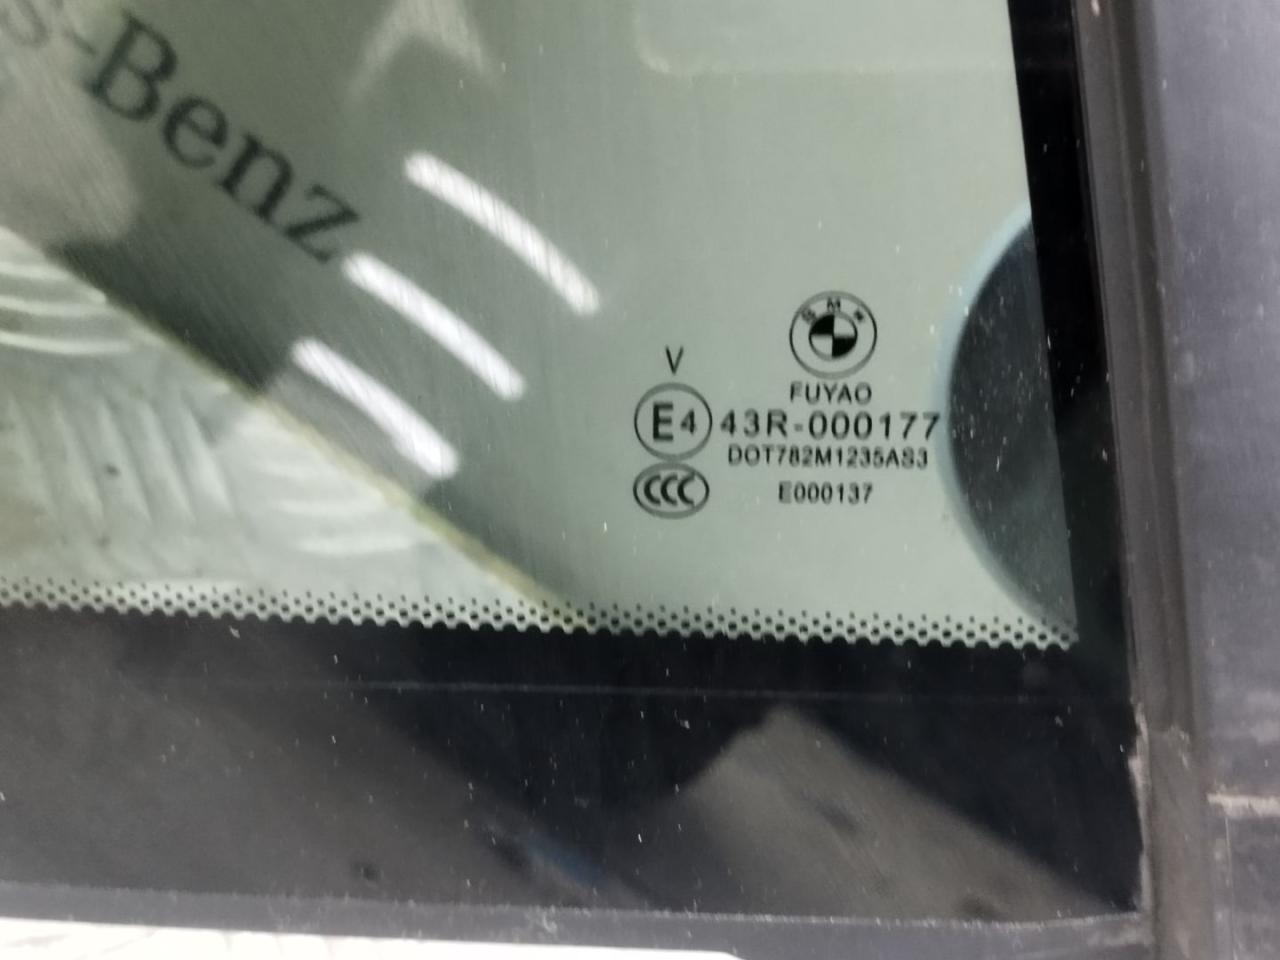 s-Benz
BMW
V
FUYAO
E4 43R-000177
DOT782M1235AS3
CCC E000137